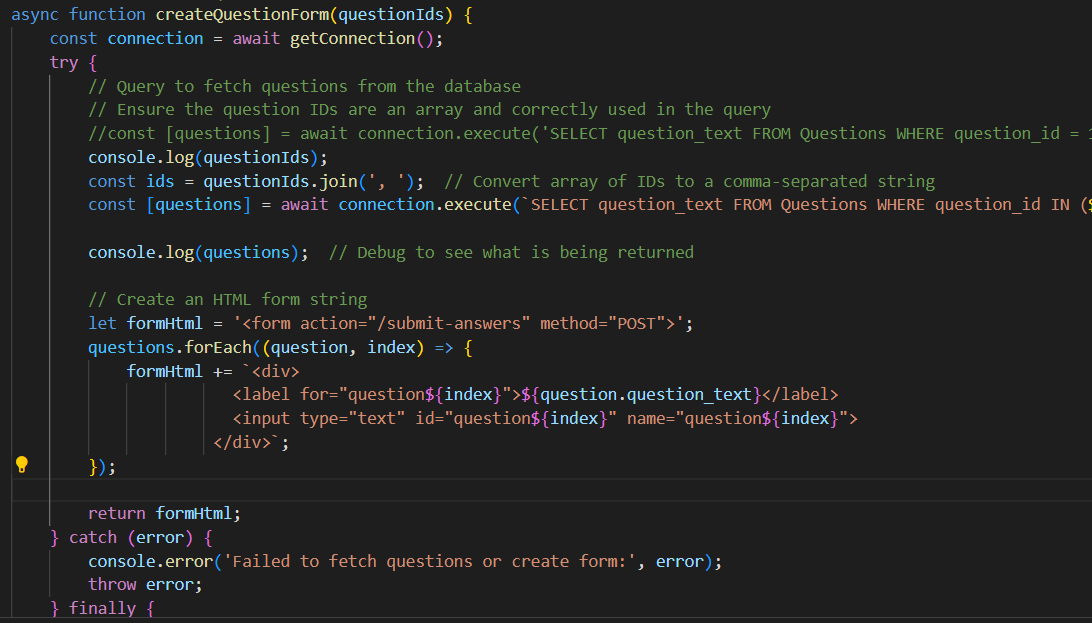 async function createQuestionForm(questionIds) {
    const connection = await getConnection();
    try {
        // Query to fetch questions from the database
        // Ensure the question IDs are an array and correctly used in the query
        //const [questions] = await connection.execute('SELECT question_text FROM Questions WHERE question_id =
        console.log(questionIds);
        const ids = questionIds.join(', ');  // Convert array of IDs to a comma-separated string
        const [questions] = await connection.execute(`SELECT question_text FROM Questions WHERE question_id IN ($
        console.log(questions);  // Debug to see what is being returned
        // Create an HTML form string
        let formHtml = '<form action="/submit-answers" method="POST">';
        questions.forEach((question, index) => {
            formHtml += `<div>
                       <label for="question${index}">${question.question_text}</label>
                       <input type="text" id="question${index}" name="question${index}">
                     </div>`;
        });
        return formHtml;
    } catch (error) {
        console.error('Failed to fetch questions or create form:', error);
        throw error;
    } finally {